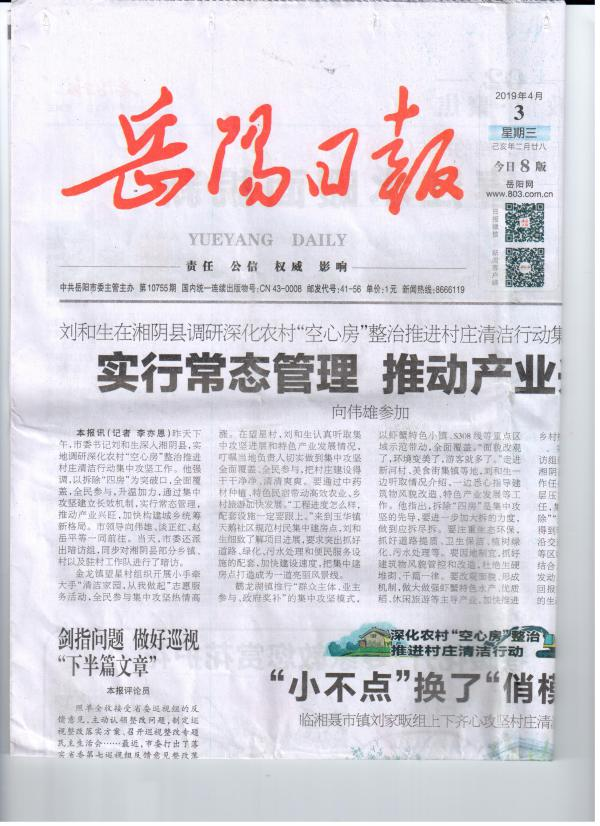 岳阳日报
YUEYANG DAILY
责任 公信 权威 影响
2019年4月
3
星期三
己亥年二月廿八
今日8版
岳阳网
www.803.com.cn
日报微信
新闻客户端
中共岳阳市委主管主办 第10755期 国内统一连续出版物号:CN 43-0008 邮发代号:41-56 单价:1元 新闻热线:8666119
刘和生在湘阴县调研深化农村“空心房”整治推进村庄清洁行动集
实行常态管理 推动产业
向伟雄参加
本报讯(记者 李亦恩)昨天下
午,市委书记刘和生深入湘阴县,实
地调研深化农村“空心房”整治推进
村庄清洁行动集中攻坚工作。他强
调,以拆除“四房”为突破口,全面覆
盖,全民参与,升温加力,通过集中
攻坚建立长效机制,实行常态管理,
推动产业兴旺,加快构建城乡统筹
新格局。市领导向伟雄、谈正红、赵
岳平等一同前往。当天,市委还派
出暗访组,同步对湘阴县部分乡镇、
村以及驻村工作队进行了暗访。
金龙镇望星村组织开展小手牵
大手“清洁家园,从我做起”志愿服
务活动,全民参与集中攻坚热情高
涨。在望星村,刘和生认真听取集
中攻坚进展和特色产业发展情况,
叮嘱当地负责人切实做到集中攻坚
全面覆盖、全民参与,把村庄建设得
干干净净、清清爽爽。要通过中药
材种植,特色民宿带动高效农业、乡
村旅游加快发展。“工程进度怎么样,
配套设施一定要跟上。”来到玉华镇
天鹅社区规范村民集中建房点,刘和
生细致了解项目进展,要求突出抓好
道路、绿化、污水处理和便民服务设
施的配套,加快建设速度,把集中建
房点打造成为一道亮丽风景线。
鹤龙湖镇推行“群众主体,业主
参与,政府奖补”的集中攻坚模式,
以虾蟹特色小镇、S308线等重点区
域示范带动,全面覆盖。“面貌改观
了,环境变美了,游客就多了。”走进
新河村、美食街集镇等地,刘和生一
边听取情况介绍,一边悉心指导建
筑物风貌改造、特色产业发展等工
作。他指出,拆除“四房”是集中攻
坚的先导,要进一步加大拆的力度,
做到应拆尽拆。要注重生态环保,
抓好道路提质、卫生保洁、植树绿
化、污水处理等。要因地制宜,抓好
建筑物风貌管控和改造,杜绝生硬
堆砌、千篇一律。要改观面貌,形成
机制,做大做强虾蟹特色水产、优质
稻、休闲旅游等主导产业,加快推进
剑指问题 做好巡视
“下半篇文章”
本报评论员
照单全收接受省委巡视组的反
馈意见、主动认领整改问题,制定巡
视整改落实方案、召开巡视整改专题
民主生活会……最近,市委打出了落
实省委第七巡视组反馈意见整改落
深化农村“空心房”整治
推进村庄清洁行动
“小不点”换了“俏模
临湘聂市镇刘家畈组上下齐心攻坚村庄清洁